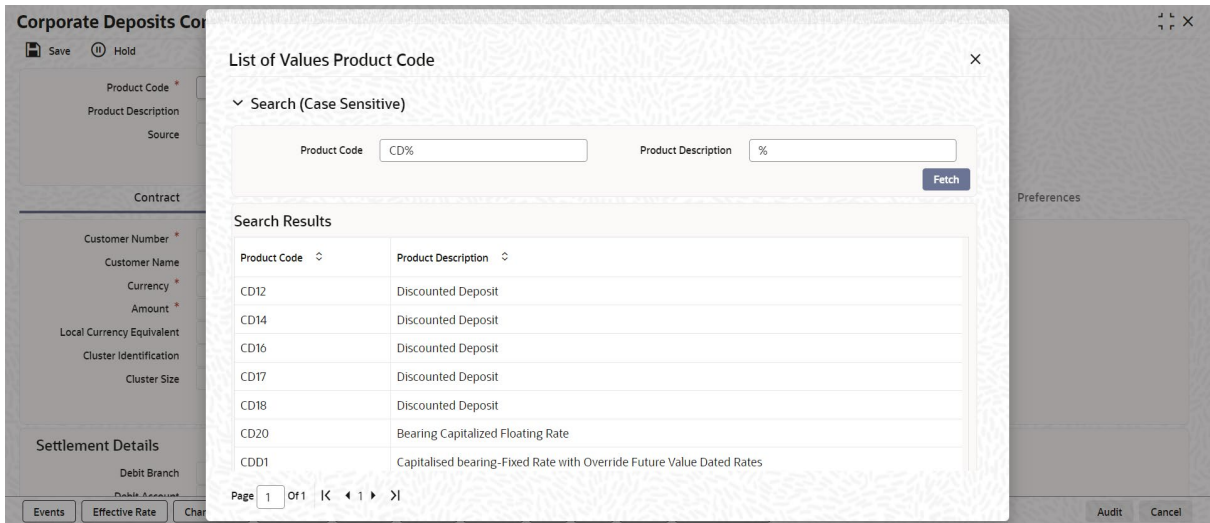 Corporate Deposits Cor
Save Hold
Product Code *
Product Description
Source
Contract
Preferences
Customer Number *
Customer Name
Currency *
Amount *
Local Currency Equivalent
Cluster Identification
Cluster Size
Settlement Details
Debit Branch
Debit Account
Events Effective Rate Char
Audit Cancel
List of Values Product Code
Search (Case Sensitive)
Product Code CD% Product Description %
Fetch
Search Results
Product Code Product Description
CD12 Discounted Deposit
CD14 Discounted Deposit
CD16 Discounted Deposit
CD17 Discounted Deposit
CD18 Discounted Deposit
CD20 Bearing Capitalized Floating Rate
CDD1 Capitalised bearing-Fixed Rate with Override Future Value Dated Rates
Page 1 Of 1 1